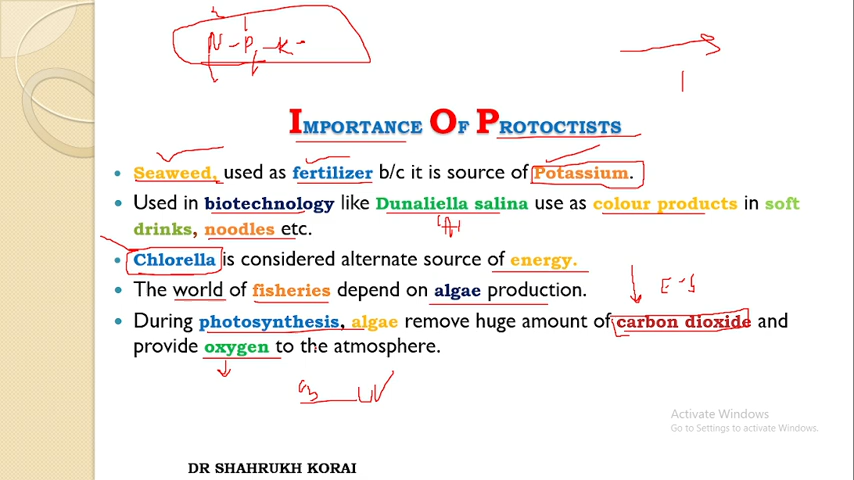 N - P - K -
IMPORTANCE OF PROTOCTISTS
• Seaweed, used as fertilizer b/c it is source of Potassium.
• Used in biotechnology like Dunaliella salina use as colour products in soft
drinks, noodles etc.
• Chlorella is considered alternate source of energy.
• The world of fisheries depend on algae production.
E-S
• During photosynthesis, algae remove huge amount of carbon dioxide and
provide oxygen to the atmosphere.
UV
Activate Windows
Go to Settings to activate Windows.
DR SHAHRUKH KORAI